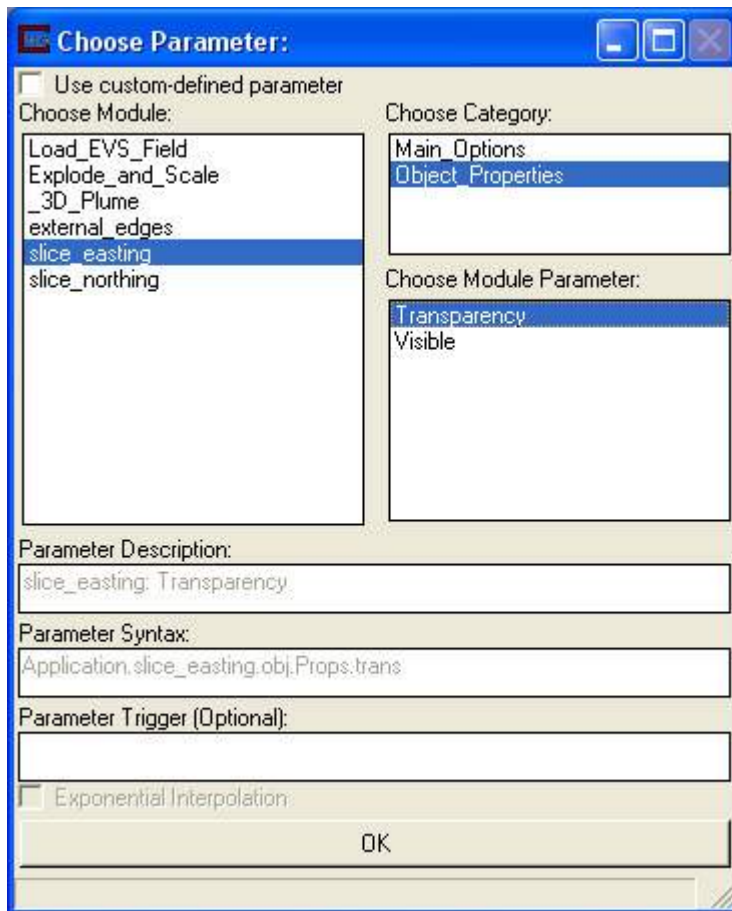 Choose Parameter:
Use custom-defined parameter
Choose Module:
Load_EVS_Field
Explode_and_Scale
_3D_Plume
external_edges
slice_easting
slice_northing
Choose Category:
Main_Options
Object_Properties
Choose Module Parameter:
Transparency
Visible
Parameter Description:
slice_easting: Transparency
Parameter Syntax:
Application.slice_easting.obj.Props.trans
Parameter Trigger (Optional):
Exponential Interpolation
OK